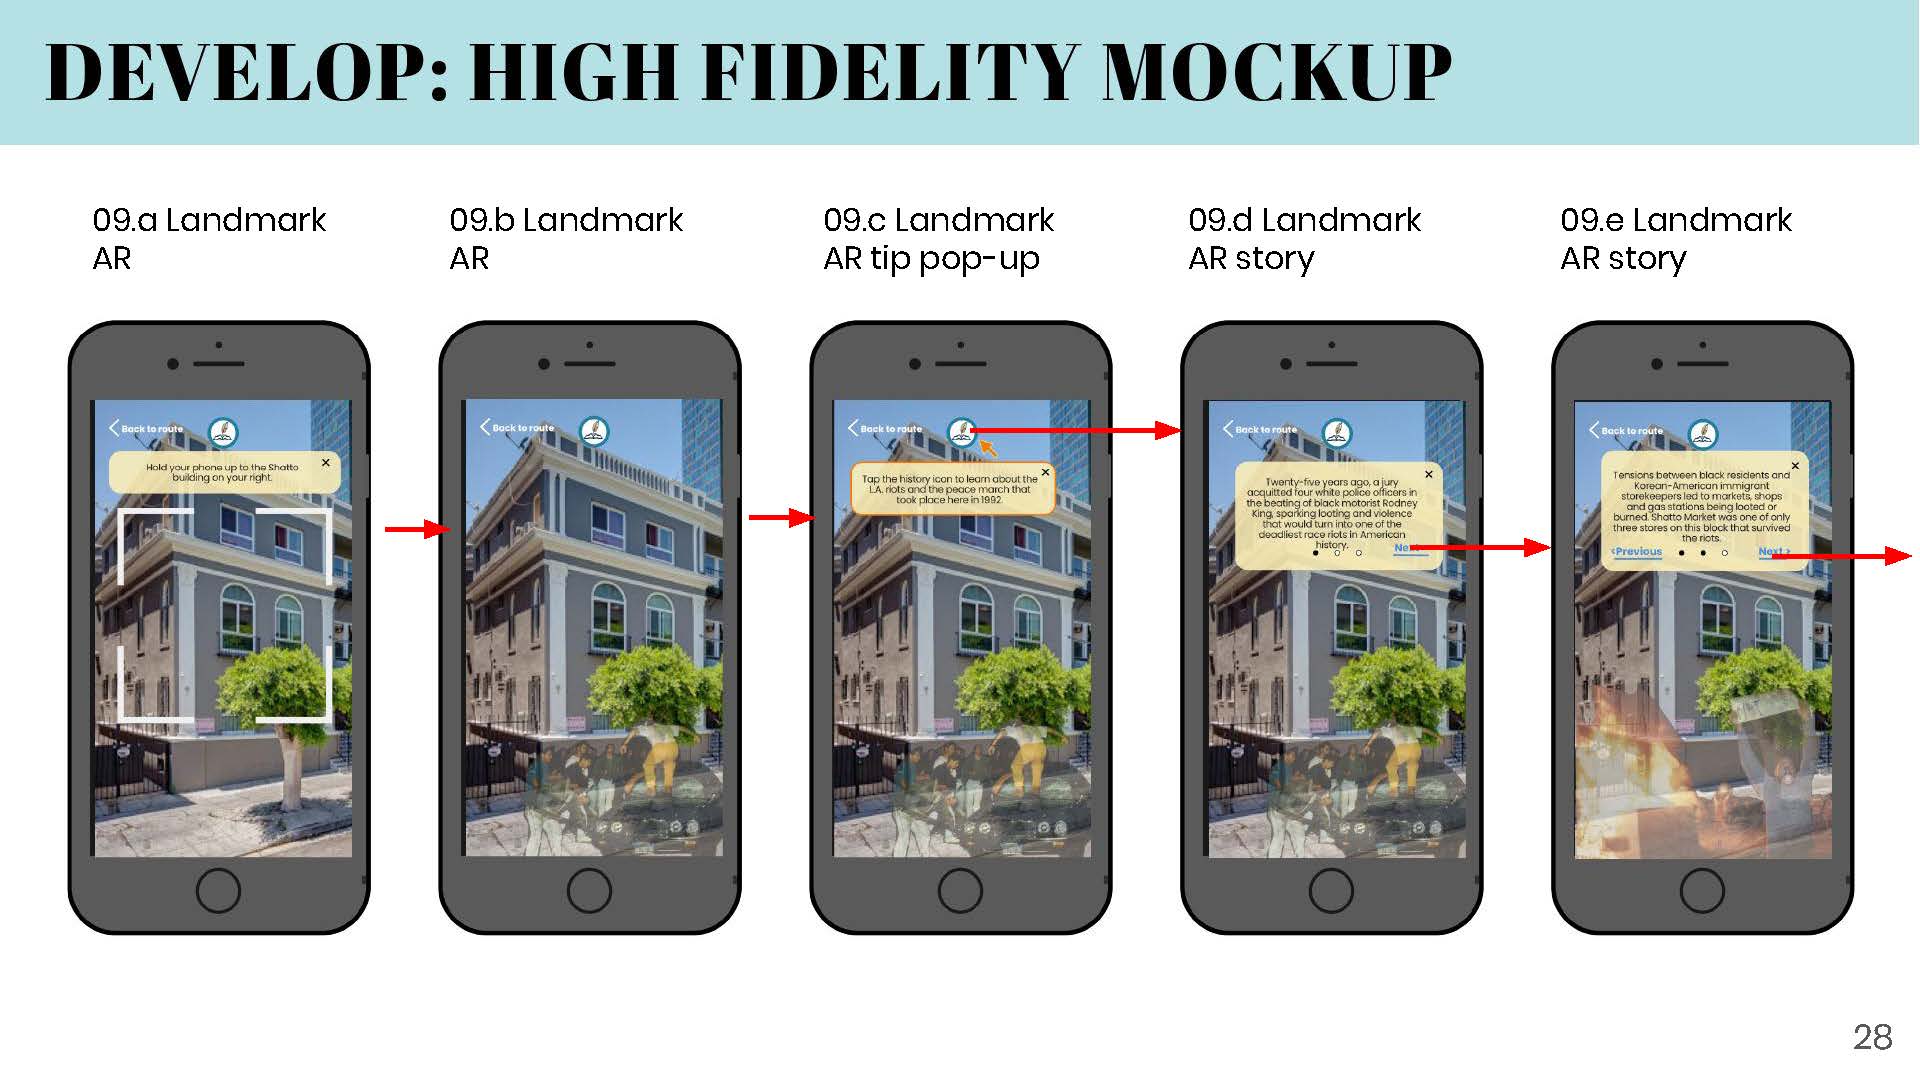 DEVELOP: HIGH FIDELITY MOCKUP
09.a Landmark
AR
09.b Landmark
AR
09.c Landmark
AR tip pop-up
09.d Landmark
AR story
09.e Landmark
AR story
Back to route
Hold your phone up to the Shatto
building on your right.
Back to route
Back to route
Tap the history icon to learn about the
L.A. riots and the peace march that
took place here in 1992.
Back to route
Twenty-five years ago, a jury
acquitted four white police officers in
the beating of black motorist Rodney
King, sparking looting and violence
that would turn into one of the
deadliest race riots in American
history.
Back to route
Tensions between black residents and
Korean-American immigrant
storekeepers led to markets, shops
and gas stations being looted or
burned. Shatto Market was one of only
three stores on this block that survived
the riots.
<Previous
Next >
28